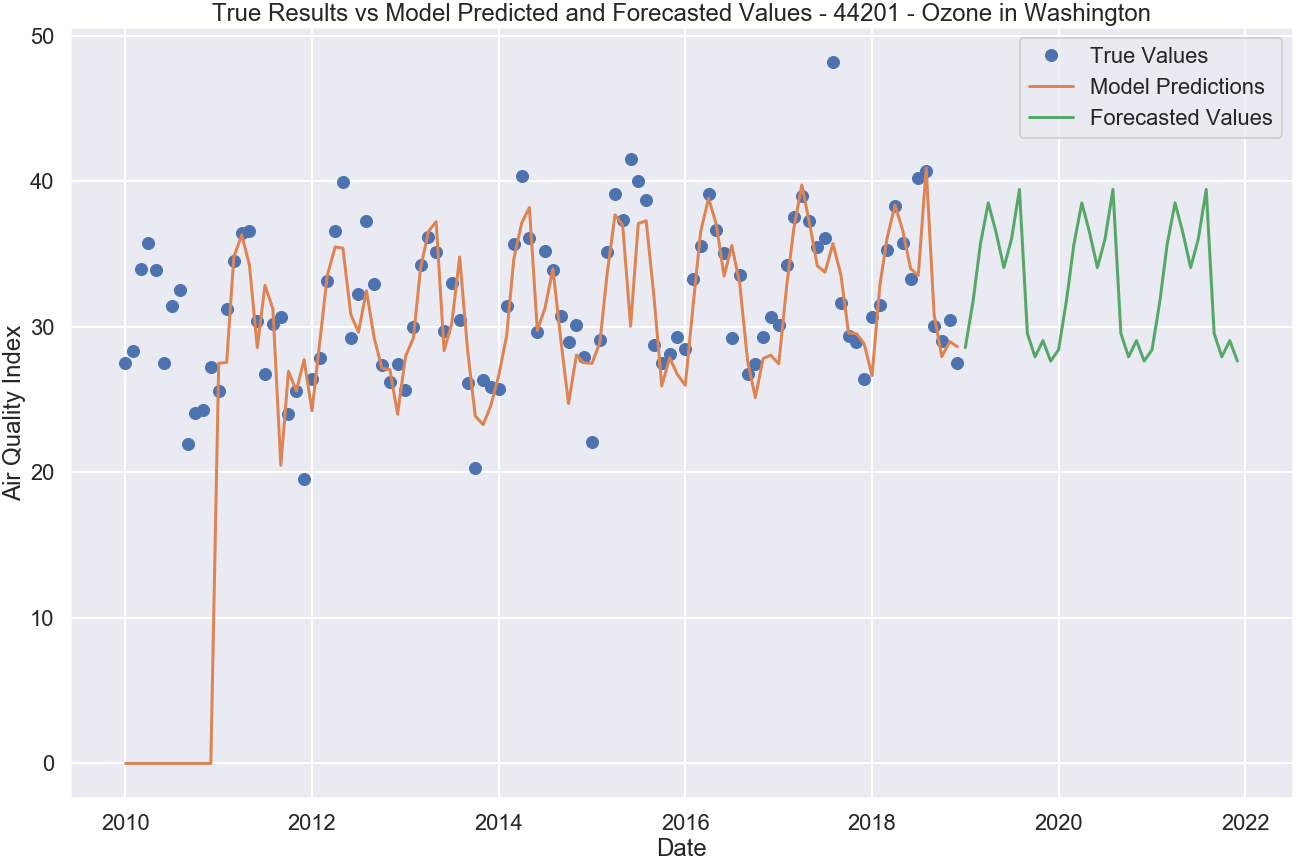 True Results vs Model Predicted and Forecasted Values - 44201 - Ozone in Washington
True Values
Model Predictions
Forecasted Values
Air Quality Index
50
40
30
20
10
0
2010 2012 2014 2016 2018 2020 2022
Date